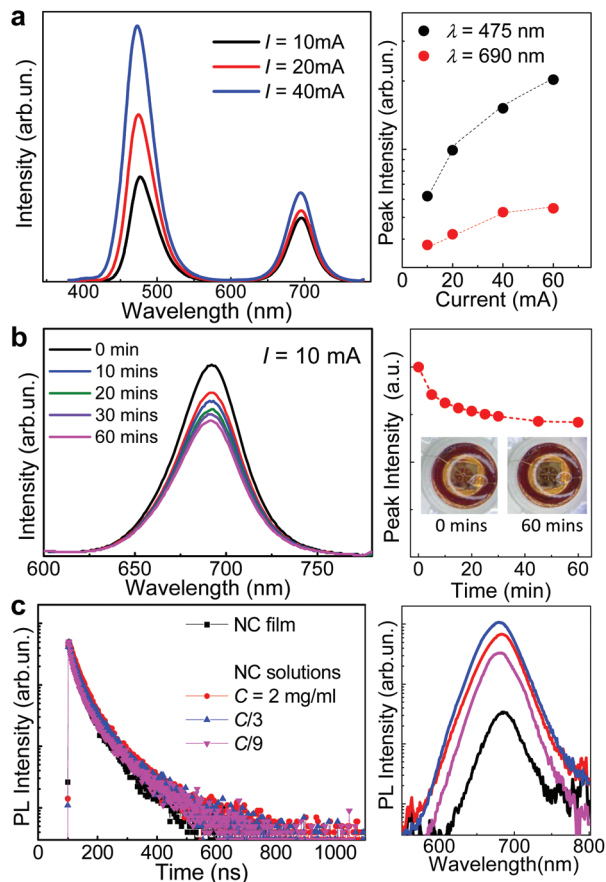 a
Intensity (arb.un.)
I = 10mA
I = 20mA
I = 40mA
400 500 600 700
Wavelength (nm)
Peak Intensity (arb.un.)
λ = 475 nm
λ = 690 nm
0 20 40 60
Current (mA)
b
Intensity (arb.un.)
0 min
10 mins
20 mins
30 mins
60 mins
I = 10 mA
600 650 700 750
Wavelength (nm)
Peak Intensity (a.u.)
0 mins 60 mins
0 10 20 30 40 50 60
Time (min)
c
PL Intensity (arb.un.)
NC film
NC solutions
C = 2 mg/ml
C/3
C/9
0 200 400 600 800 1000
Time (ns)
PL Intensity (arb.un.)
600 700 800
Wavelength(nm)